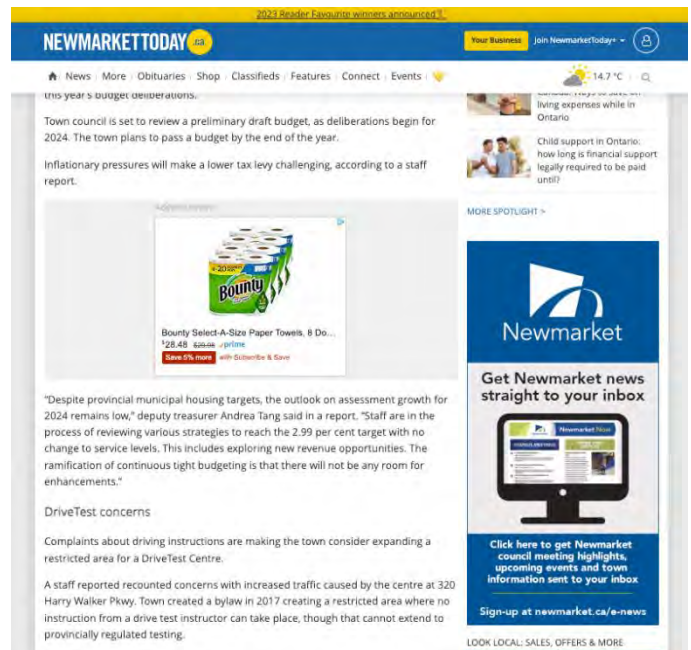 2023 Reader Favourite winners announced
NEWMARKETTODAY .ca
Your Business
Join NewmarketToday+
News More Obituaries Shop Classifieds Features Connect Events
14.7 °C
this year's budget deliberations.
Town council is set to review a preliminary draft budget, as deliberations begin for
2024. The town plans to pass a budget by the end of the year.
Inflationary pressures will make a lower tax levy challenging, according to a staff
report.
20
Bounty
Bounty Select-A-Size Paper Towels, 8 Do...
$28.48 prime
Save 5% more with Subscribe & Save
"Despite provincial municipal housing targets, the outlook on assessment growth for
2024 remains low," deputy treasurer Andrea Tang said in a report. "Staff are in the
process of reviewing various strategies to reach the 2.99 per cent target with no
change to service levels. This includes exploring new revenue opportunities. The
ramification of continuous tight budgeting is that there will not be any room for
enhancements."
DriveTest concerns
Complaints about driving instructions are making the town consider expanding a
restricted area for a DriveTest Centre.
A staff reported recounted concerns with increased traffic caused by the centre at 320
Harry Walker Pkwy. Town created a bylaw in 2017 creating a restricted area where no
instruction from a drive test instructor can take place, though that cannot extend to
provincially regulated testing.
living expenses while in
Ontario
Child support in Ontario:
how long is financial support
legally required to be paid
until?
MORE SPOTLIGHT >
Newmarket
Get Newmarket news
straight to your inbox
Newmarket Now
Click here to get Newmarket
council meeting highlights,
upcoming events and town
information sent to your inbox
Sign-up at newmarket.ca/e-news
LOOK LOCAL: SALES, OFFERS & MORE